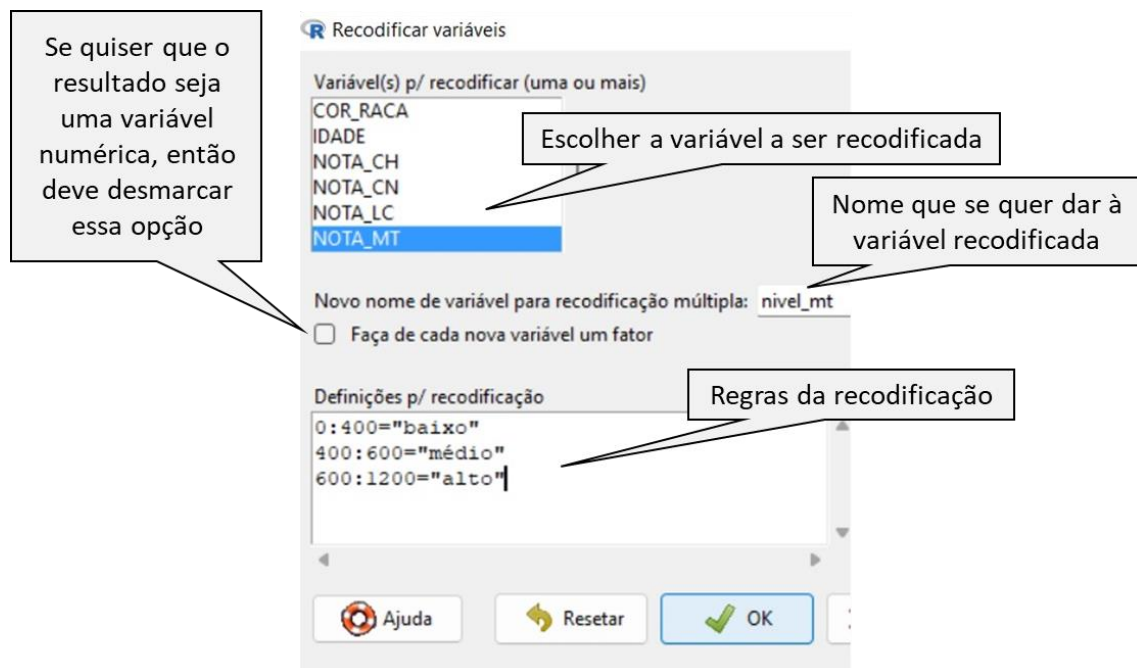 Se quiser que o
resultado seja
uma variável
numérica, então
deve desmarcar
essa opção
Recodificar variáveis
Variável(s) p/ recodificar (uma ou mais)
COR_RACA
IDADE
NOTA_CH
NOTA_CN
NOTA_LC
NOTA_MT
Escolher a variável a ser recodificada
Nome que se quer dar à
variável recodificada
Novo nome de variável para recodificação múltipla: nivel_mt
Faça de cada nova variável um fator
Definições p/ recodificação
Regras da recodificação
0:400="baixo"
400:600="médio"
600:1200="alto"
Ajuda Resetar OK